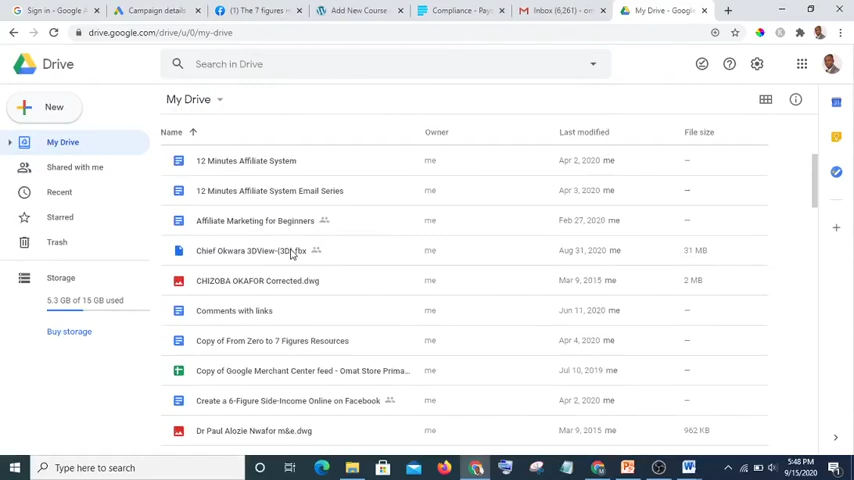 Sign in - Google A
Campaign details
(1) The 7 figures m
Add New Course
Compliance - Pay
Inbox (6,261) - om
My Drive - Google
drive.google.com/drive/u/0/my-drive
Drive
Search in Drive
New
My Drive
My Drive
Shared with me
Recent
Starred
Trash
Storage
5.3 GB of 15 GB used
Buy storage
Name Owner Last modified File size
12 Minutes Affiliate System me Apr 2, 2020 me –
12 Minutes Affiliate System Email Series me Apr 3, 2020 me –
Affiliate Marketing for Beginners me Feb 27, 2020 me –
Chief Okwara 3DView-{3D}.fbx me Aug 31, 2020 me 31 MB
CHIZOBA OKAFOR Corrected.dwg me Mar 9, 2015 me 2 MB
Comments with links me Jun 11, 2020 me –
Copy of From Zero to 7 Figures Resources me Apr 4, 2020 me –
Copy of Google Merchant Center feed - Omat Store Prima... me Jul 10, 2019 me –
Create a 6-Figure Side-Income Online on Facebook me Apr 2, 2020 me –
Dr Paul Alozie Nwafor m&e.dwg me Mar 9, 2015 me 962 KB
Type here to search
5:48 PM
9/15/2020